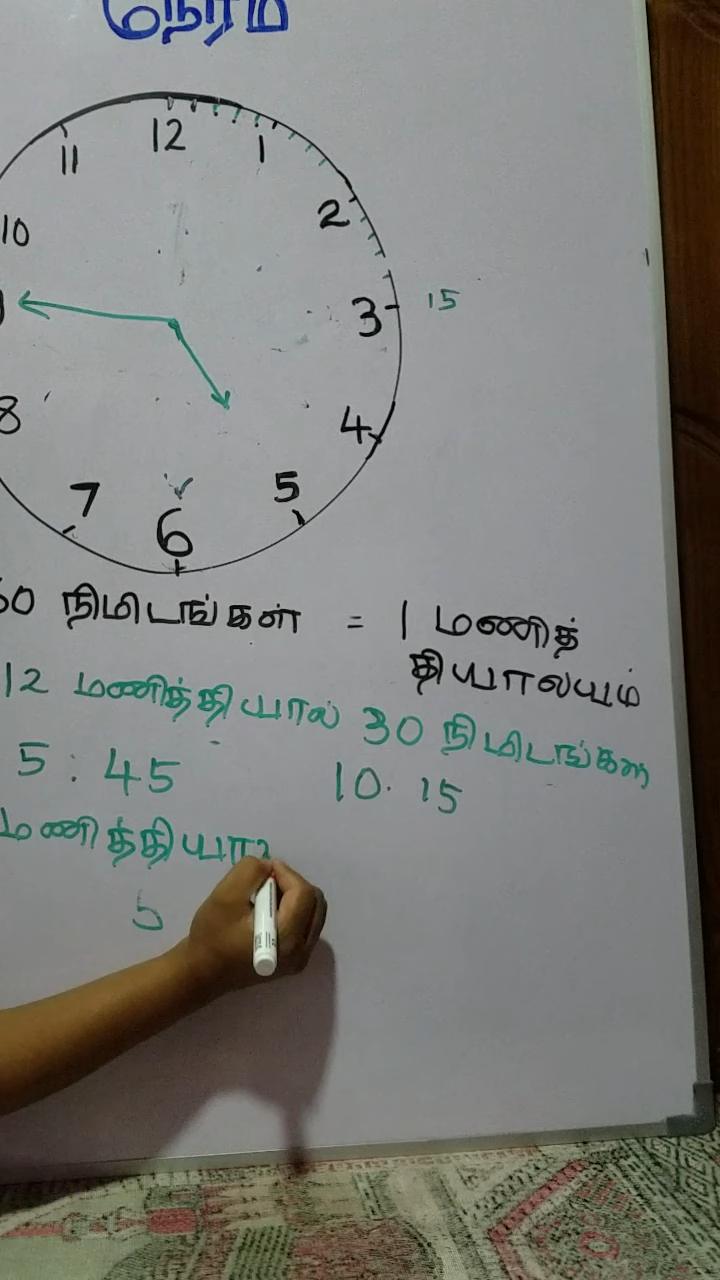 நேரம்
12
11
1
10
2
3
15
8
4
7
5
6
60 நிமிடங்கள் = 1 மணித்
தியாலயம்
12 மணித்தியால 30 நிமிடங்கள்
5 : 45
10. 15
மணித்தியா
5